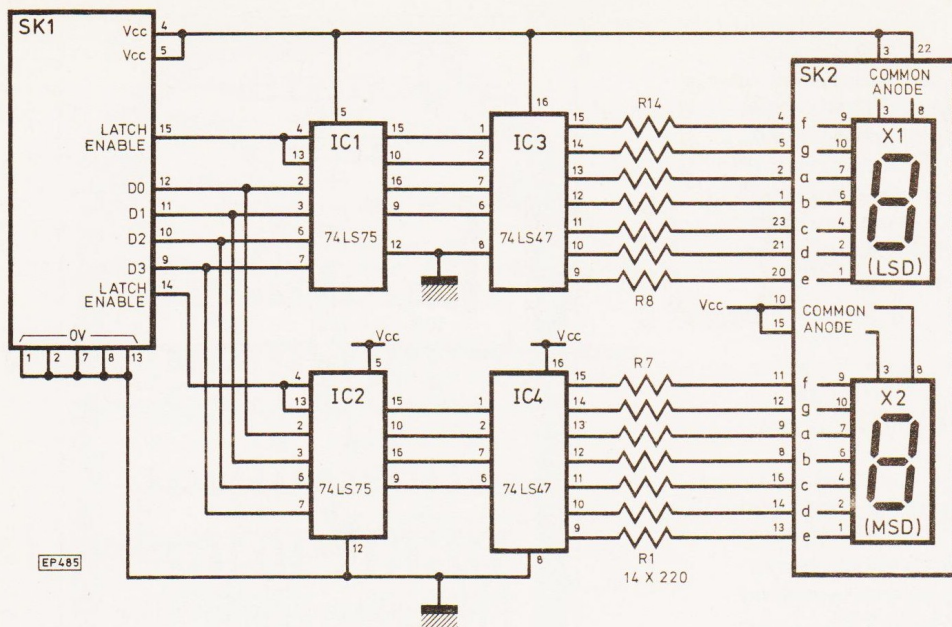 SK1
Vcc 4
Vcc 5
LATCH ENABLE 15
D0 12
D1 11
D2 10
D3 9
LATCH ENABLE 14
0V
1 2 7 8 13
5
4 IC1 15
13 10
2 16
3 9
6 74LS75
7 12
16
1 IC3 15
2 14
7 13
6 12
74LS47 11
8 10
9
R14
R8
SK2
3 22
COMMON ANODE
3 8
X1
4 f 9
5 g 10
2 a 7
1 b 6
23 c 4
21 d 2
20 e 1
(LSD)
Vcc 10
15
COMMON ANODE
3 8
X2
11 f 9
12 g 10
9 a 7
8 b 6
16 c 4
14 d 2
13 e 1
(MSD)
Vcc
5
4 IC2 15
13 10
2 16
3 9
6 74LS75
7
12
Vcc
16
1 IC4 15
2 14
7 13
6 12
74LS47 11
10
9
8
R7
R1
14 X 220
EP485